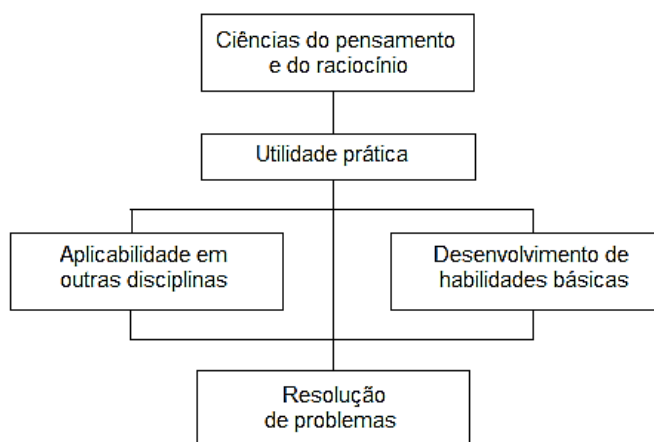 Ciências do pensamento
e do raciocínio
Utilidade prática
Aplicabilidade em
outras disciplinas
Desenvolvimento de
habilidades básicas
Resolução
de problemas